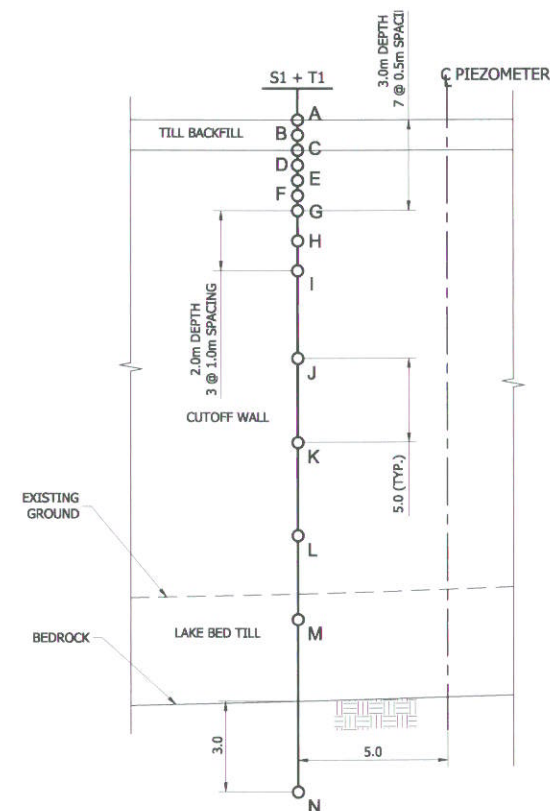 3.0m DEPTH
7 @ 0.5m SPACI
℄ PIEZOMETER
S1 + T1
A
TILL BACKFILL
B
C
D
E
F
G
H
I
2.0m DEPTH
3 @ 1.0m SPACING
J
CUTOFF WALL
K
5.0 (TYP.)
EXISTING
GROUND
L
M
LAKE BED TILL
BEDROCK
3.0
5.0
N